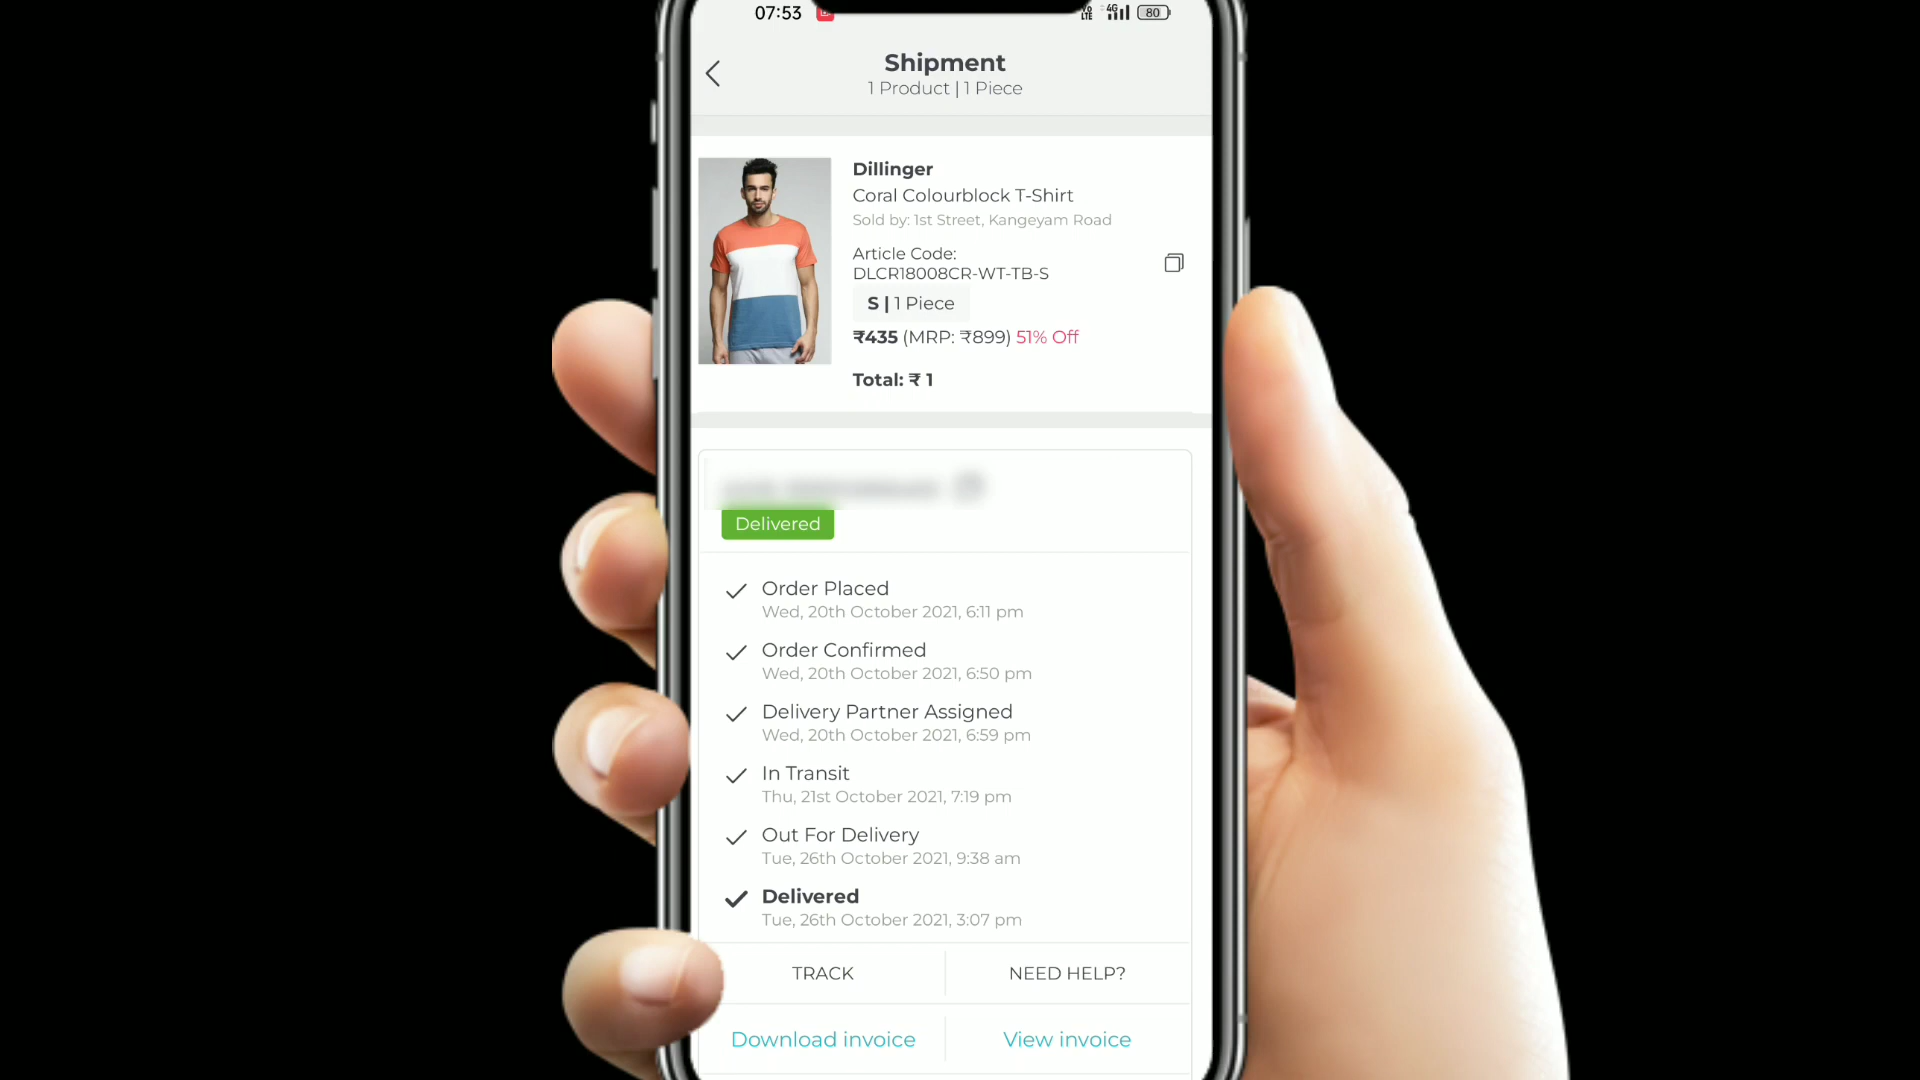 07:53
VO
LTE
4G
80
Shipment
1 Product | 1 Piece
Dillinger
Coral Colourblock T-Shirt
Sold by: 1st Street, Kangeyam Road
Article Code:
DLCR18008CR-WT-TB-S
S | 1 Piece
₹435 (MRP: ₹899) 51% Off
Total: ₹ 1
Delivered
Order Placed
Wed, 20th October 2021, 6:11 pm
Order Confirmed
Wed, 20th October 2021, 6:50 pm
Delivery Partner Assigned
Wed, 20th October 2021, 6:59 pm
In Transit
Thu, 21st October 2021, 7:19 pm
Out For Delivery
Tue, 26th October 2021, 9:38 am
Delivered
Tue, 26th October 2021, 3:07 pm
TRACK
NEED HELP?
Download invoice
View invoice